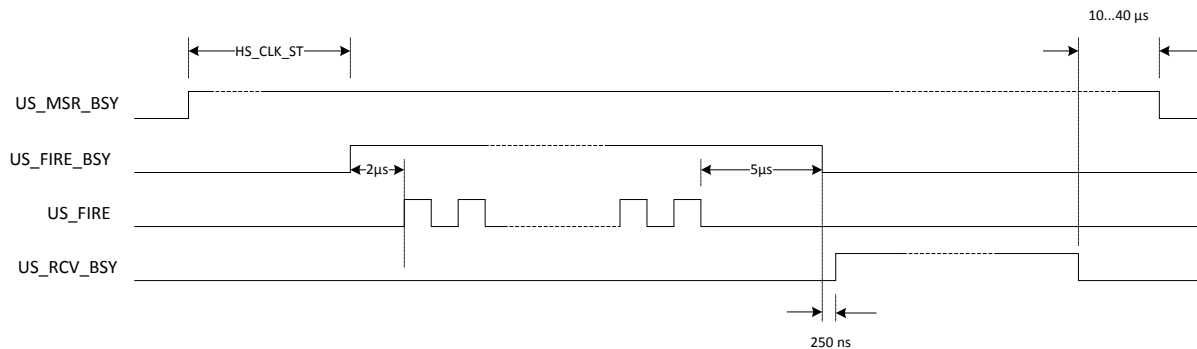 10...40 µs
HS_CLK_ST
US_MSR_BSY
US_FIRE_BSY
2µs
5µs
US_FIRE
US_RCV_BSY
250 ns